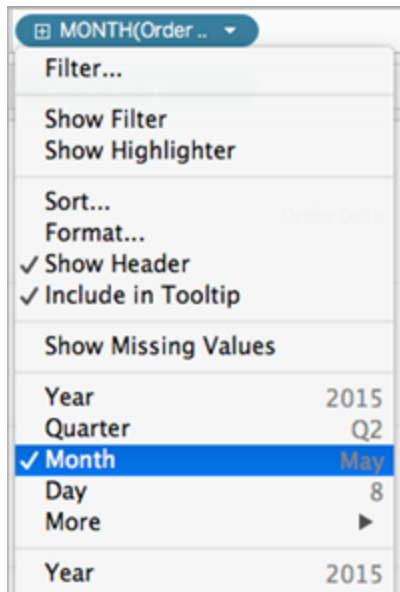 MONTH(Order ..
Filter...
Show Filter
Show Highlighter
Sort...
Format...
✓ Show Header
✓ Include in Tooltip
Show Missing Values
Year 2015
Quarter Q2
✓ Month May
Day 8
More ▶
Year 2015